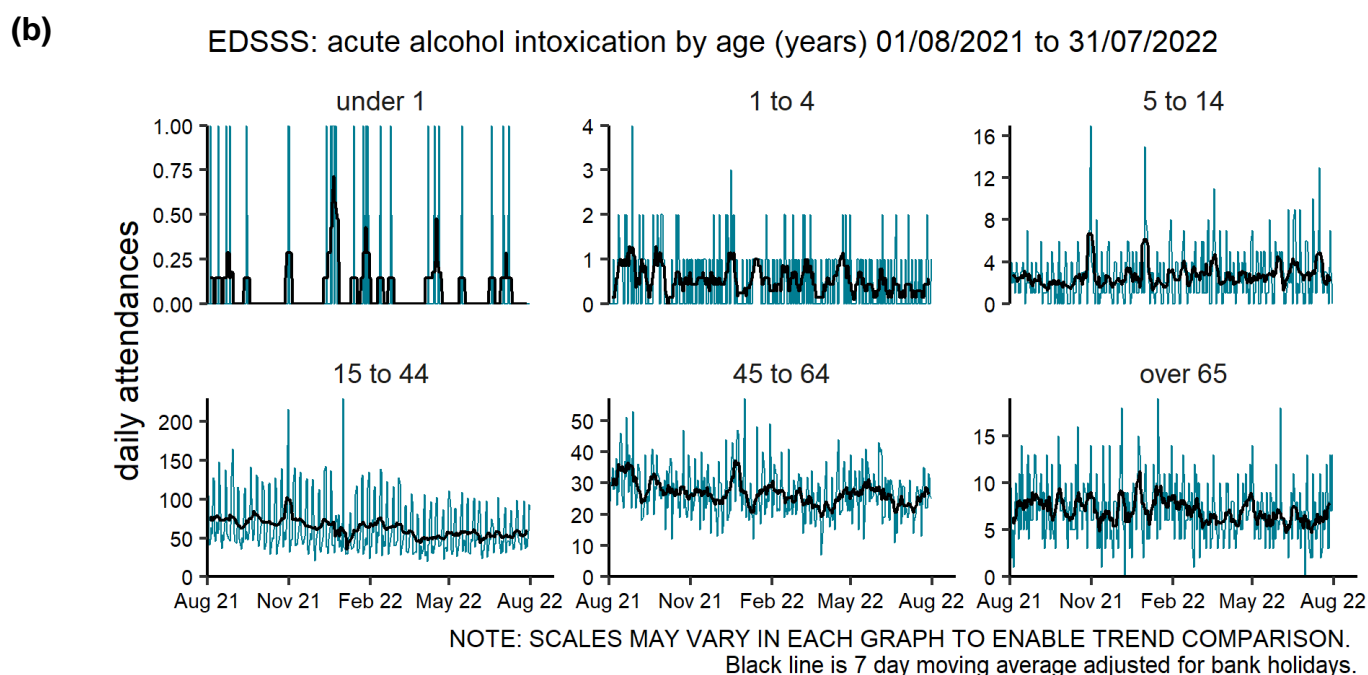 (b)
EDSSS: acute alcohol intoxication by age (years) 01/08/2021 to 31/07/2022
daily attendances
under 1
1.00
0.75
0.50
0.25
0.00
1 to 4
4
3
2
1
0
5 to 14
16
12
8
4
0
15 to 44
200
150
100
50
0
Aug 21 Nov 21 Feb 22 May 22 Aug 22
45 to 64
50
40
30
20
10
0
Aug 21 Nov 21 Feb 22 May 22 Aug 22
over 65
15
10
5
0
Aug 21 Nov 21 Feb 22 May 22 Aug 22
NOTE: SCALES MAY VARY IN EACH GRAPH TO ENABLE TREND COMPARISON.
Black line is 7 day moving average adjusted for bank holidays.